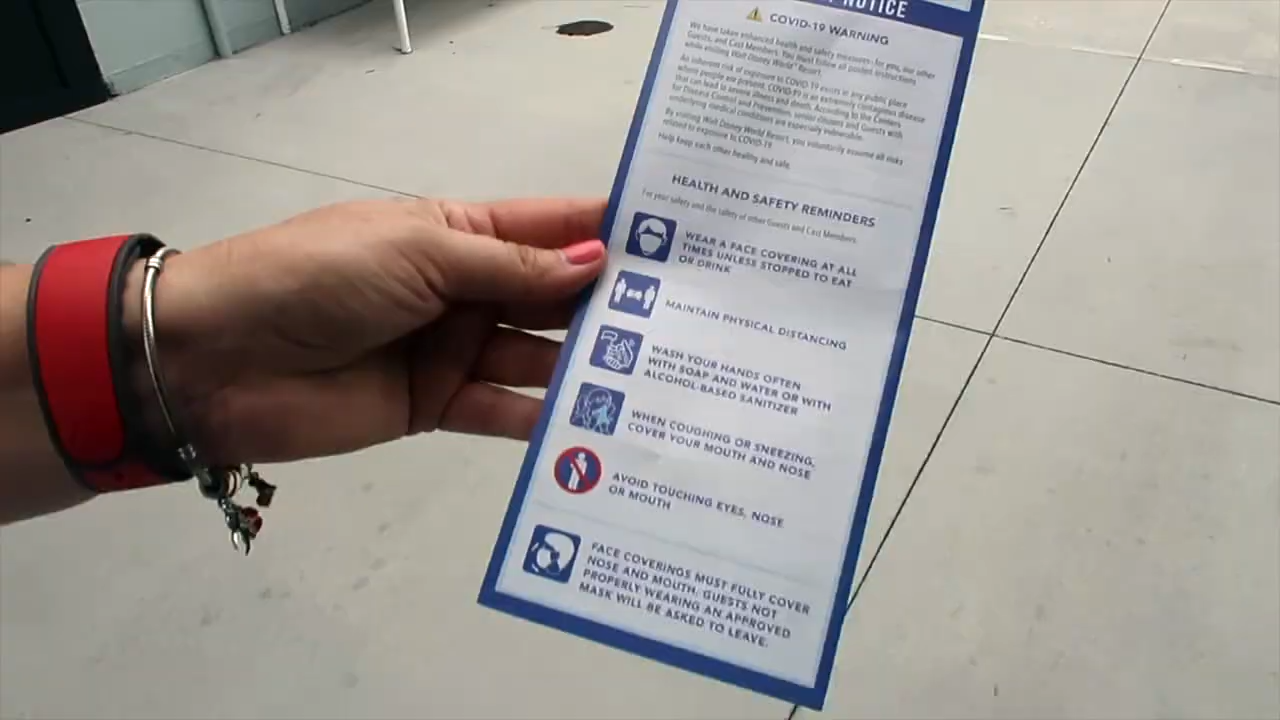 NOTICE
COVID-19 WARNING
We have taken enhanced health and safety measures–for you, our other
Guests, and Cast Members. You must follow all posted instructions
while visiting Walt Disney World Resort.
An inherent risk of exposure to COVID-19 exists in any public place
where people are present. COVID-19 is an extremely contagious disease
that can lead to severe illness and death. According to the Centers
for Disease Control and Prevention, senior citizens and Guests with
underlying medical conditions are especially vulnerable.
By visiting Walt Disney World Resort, you voluntarily assume all risks
related to exposure to COVID-19.
Help keep each other healthy and safe.
HEALTH AND SAFETY REMINDERS
For your safety and the safety of other Guests and Cast Members.
WEAR A FACE COVERING AT ALL
TIMES UNLESS STOPPED TO EAT
OR DRINK
MAINTAIN PHYSICAL DISTANCING
WASH YOUR HANDS OFTEN
WITH SOAP AND WATER OR WITH
ALCOHOL-BASED SANITIZER
WHEN COUGHING OR SNEEZING,
COVER YOUR MOUTH AND NOSE
AVOID TOUCHING EYES, NOSE
OR MOUTH
FACE COVERINGS MUST FULLY COVER
NOSE AND MOUTH. GUESTS NOT
PROPERLY WEARING AN APPROVED
MASK WILL BE ASKED TO LEAVE.